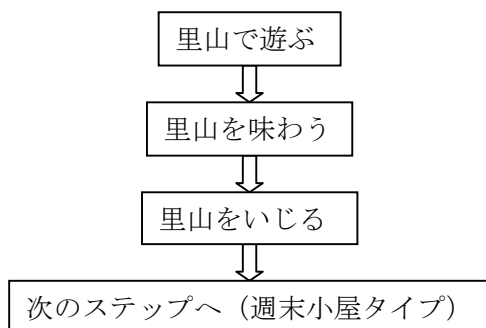 里山で遊ぶ
里山を味わう
里山をいじる
次のステップへ（週末小屋タイプ）